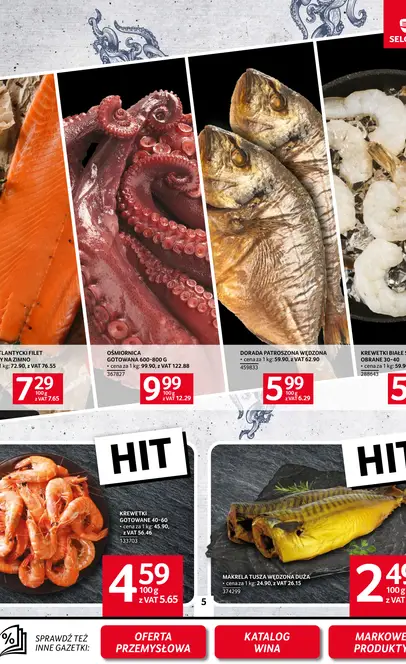 SELG
TLANTYCKI FILET
Y NA ZIMNO
1 kg: 72.90, z VAT 76.55
7 29
100 g
z VAT 7.65
OŚMIORNICA
GOTOWANA 600-800 G
• cena za 1 kg: 99.90, z VAT 122.88
367827
9 99
100 g
z VAT 12.29
DORADA PATROSZONA WĘDZONA
• cena za 1 kg: 59.90, z VAT 62.90
459833
5 99
100 g
z VAT 6.29
KREWETKI BIAŁE S
OBRANE 30-40
• cena za 1 kg: 59.9
288643
5
HIT
KREWETKI
GOTOWANE 40-60
• cena za 1 kg: 45.90,
z VAT 56.46
133703
4 59
100 g
z VAT 5.65
HIT
MAKRELA TUSZA WĘDZONA DUŻA
• cena za 1 kg: 24.90, z VAT 26.15
374299
2 49
100 g
z VAT
5
%
SPRAWDŹ TEŻ
INNE GAZETKI:
OFERTA
PRZEMYSŁOWA
KATALOG
WINA
MARKOWE
PRODUKTY